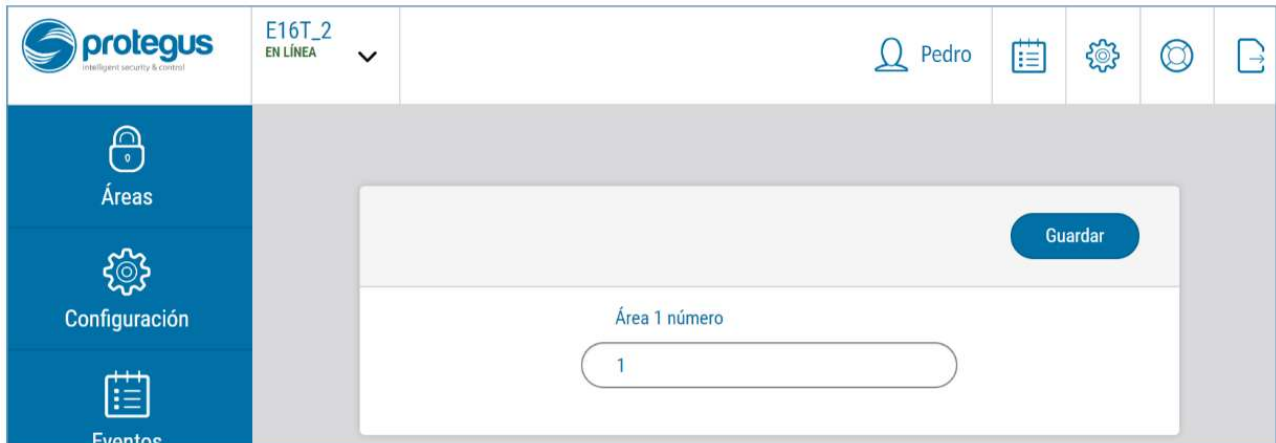 protegus
intelligent security & control
E16T_2
EN LÍNEA
Pedro
Áreas
Configuración
Eventos
Guardar
Área 1 número
1